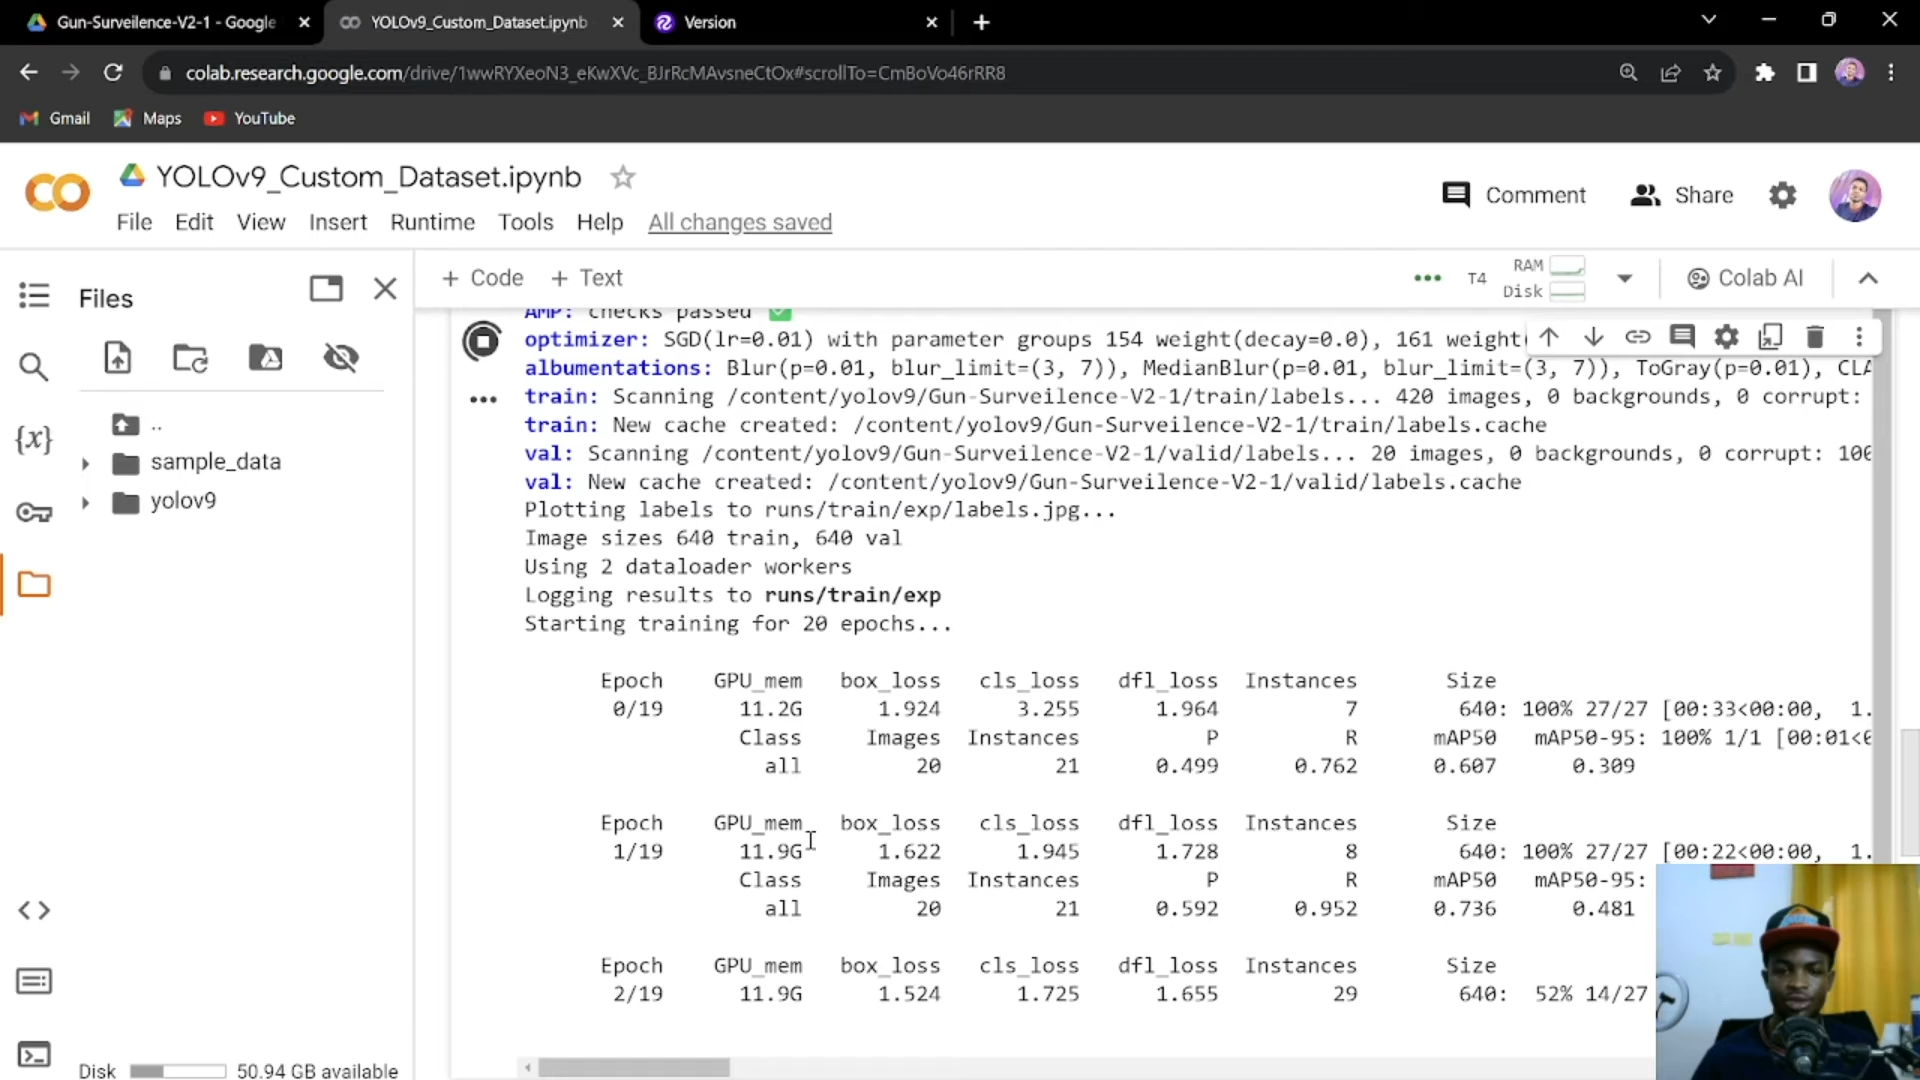 Gun-Surveilence-V2-1 - Google
YOLOv9_Custom_Dataset.ipynb
Version
colab.research.google.com/drive/1wwRYXeoN3_eKwXVc_BJrRcMAvsneCtOx#scrollTo=CmBoVo46rRR8
Gmail Maps YouTube
YOLOv9_Custom_Dataset.ipynb
Comment Share
File Edit View Insert Runtime Tools Help All changes saved
Files
+ Code + Text
T4 RAM Disk
Colab AI
..
sample_data
yolov9
{x}
AMP: checks passed
optimizer: SGD(lr=0.01) with parameter groups 154 weight(decay=0.0), 161 weight(
albumentations: Blur(p=0.01, blur_limit=(3, 7)), MedianBlur(p=0.01, blur_limit=(3, 7)), ToGray(p=0.01), CLA
train: Scanning /content/yolov9/Gun-Surveilence-V2-1/train/labels... 420 images, 0 backgrounds, 0 corrupt:
train: New cache created: /content/yolov9/Gun-Surveilence-V2-1/train/labels.cache
val: Scanning /content/yolov9/Gun-Surveilence-V2-1/valid/labels... 20 images, 0 backgrounds, 0 corrupt: 100
val: New cache created: /content/yolov9/Gun-Surveilence-V2-1/valid/labels.cache
Plotting labels to runs/train/exp/labels.jpg...
Image sizes 640 train, 640 val
Using 2 dataloader workers
Logging results to runs/train/exp
Starting training for 20 epochs...
Epoch GPU_mem box_loss cls_loss dfl_loss Instances Size
0/19 11.2G 1.924 3.255 1.964 7 640: 100% 27/27 [00:33<00:00, 1.
Class Images Instances P R mAP50 mAP50-95: 100% 1/1 [00:01<0
all 20 21 0.499 0.762 0.607 0.309
Epoch GPU_mem box_loss cls_loss dfl_loss Instances Size
1/19 11.9G 1.622 1.945 1.728 8 640: 100% 27/27 [00:22<00:00, 1.
Class Images Instances P R mAP50 mAP50-95:
all 20 21 0.592 0.952 0.736 0.481
Epoch GPU_mem box_loss cls_loss dfl_loss Instances Size
2/19 11.9G 1.524 1.725 1.655 29 640: 52% 14/27
Disk 50.94 GB available